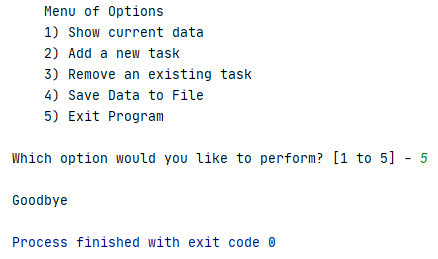 Menu of Options
1) Show current data
2) Add a new task
3) Remove an existing task
4) Save Data to File
5) Exit Program
Which option would you like to perform? [1 to 5] - 5
Goodbye
Process finished with exit code 0